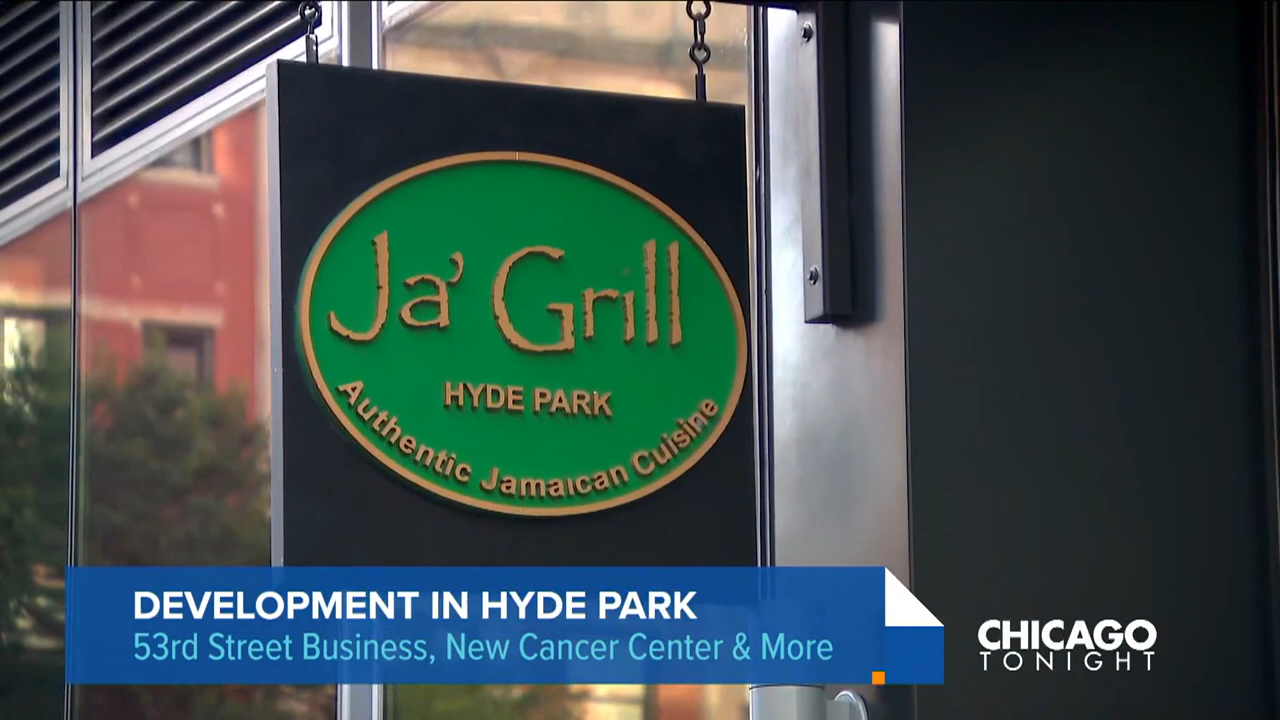 Ja' Grill
HYDE PARK
Authentic Jamaican Cuisine
DEVELOPMENT IN HYDE PARK
53rd Street Business, New Cancer Center & More
CHICAGO
TONIGHT